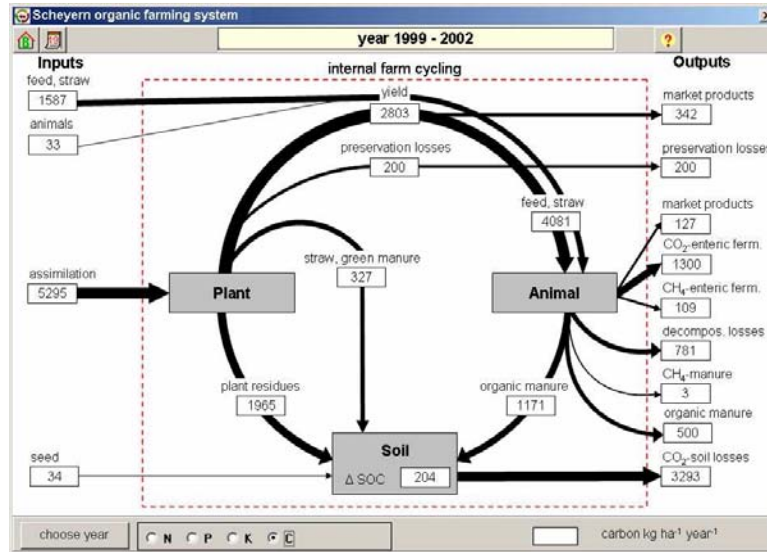 Scheyern organic farming system
year 1999 - 2002
?
Inputs
internal farm cycling
Outputs
feed, straw
1587
yield
2803
market products
342
animals
33
preservation losses
200
preservation losses
200
feed, straw
4081
market products
127
straw, green manure
327
CO₂-enteric ferm.
1300
assimilation
5295
Plant
Animal
CH₄-enteric ferm.
109
decompos. losses
781
plant residues
1965
organic manure
1171
CH₄-manure
3
organic manure
500
seed
34
Soil
Δ SOC 204
CO₂-soil losses
3293
choose year
N P K C
carbon kg ha⁻¹ year⁻¹